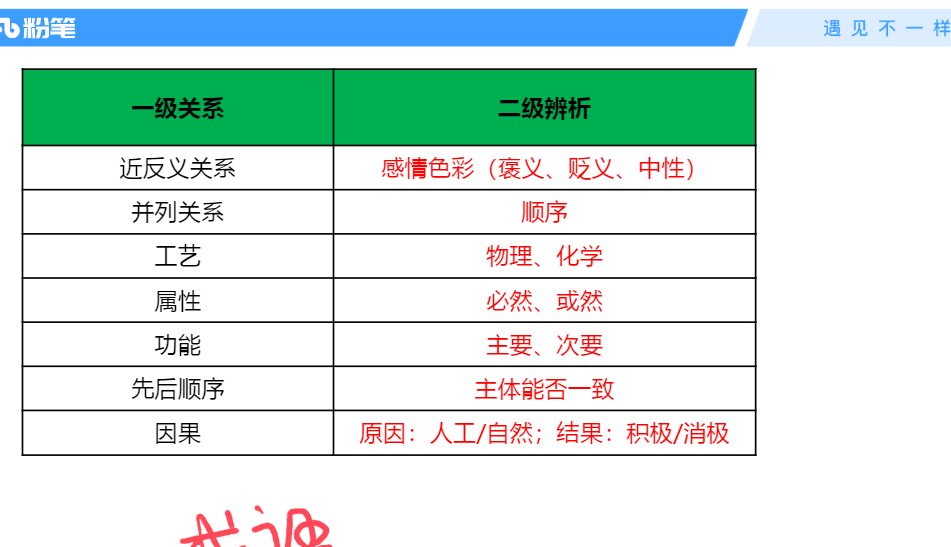 粉笔
遇见不一样
一级关系 二级辨析
近反义关系 感情色彩（褒义、贬义、中性）
并列关系 顺序
工艺 物理、化学
属性 必然、或然
功能 主要、次要
先后顺序 主体能否一致
因果 原因：人工/自然；结果：积极/消极